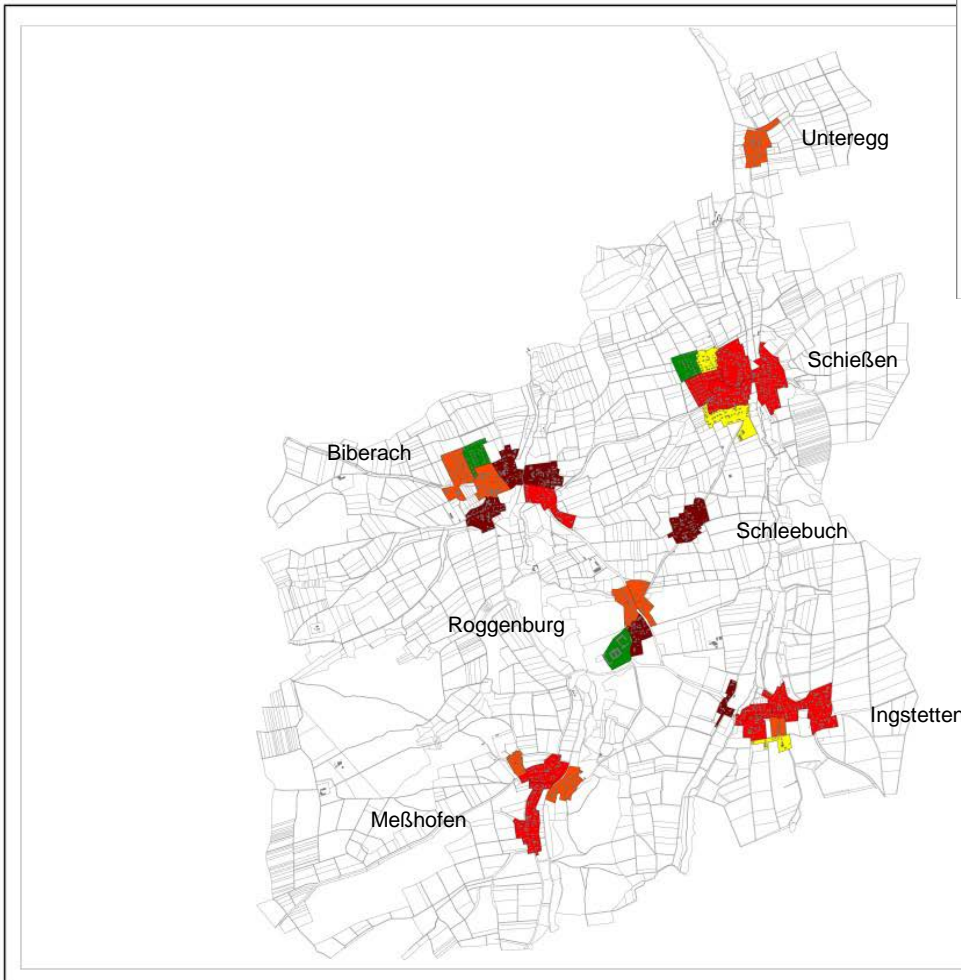 Unteregg
Schießen
Biberach
Schleebuch
Roggenburg
Ingstetten
Meßhofen